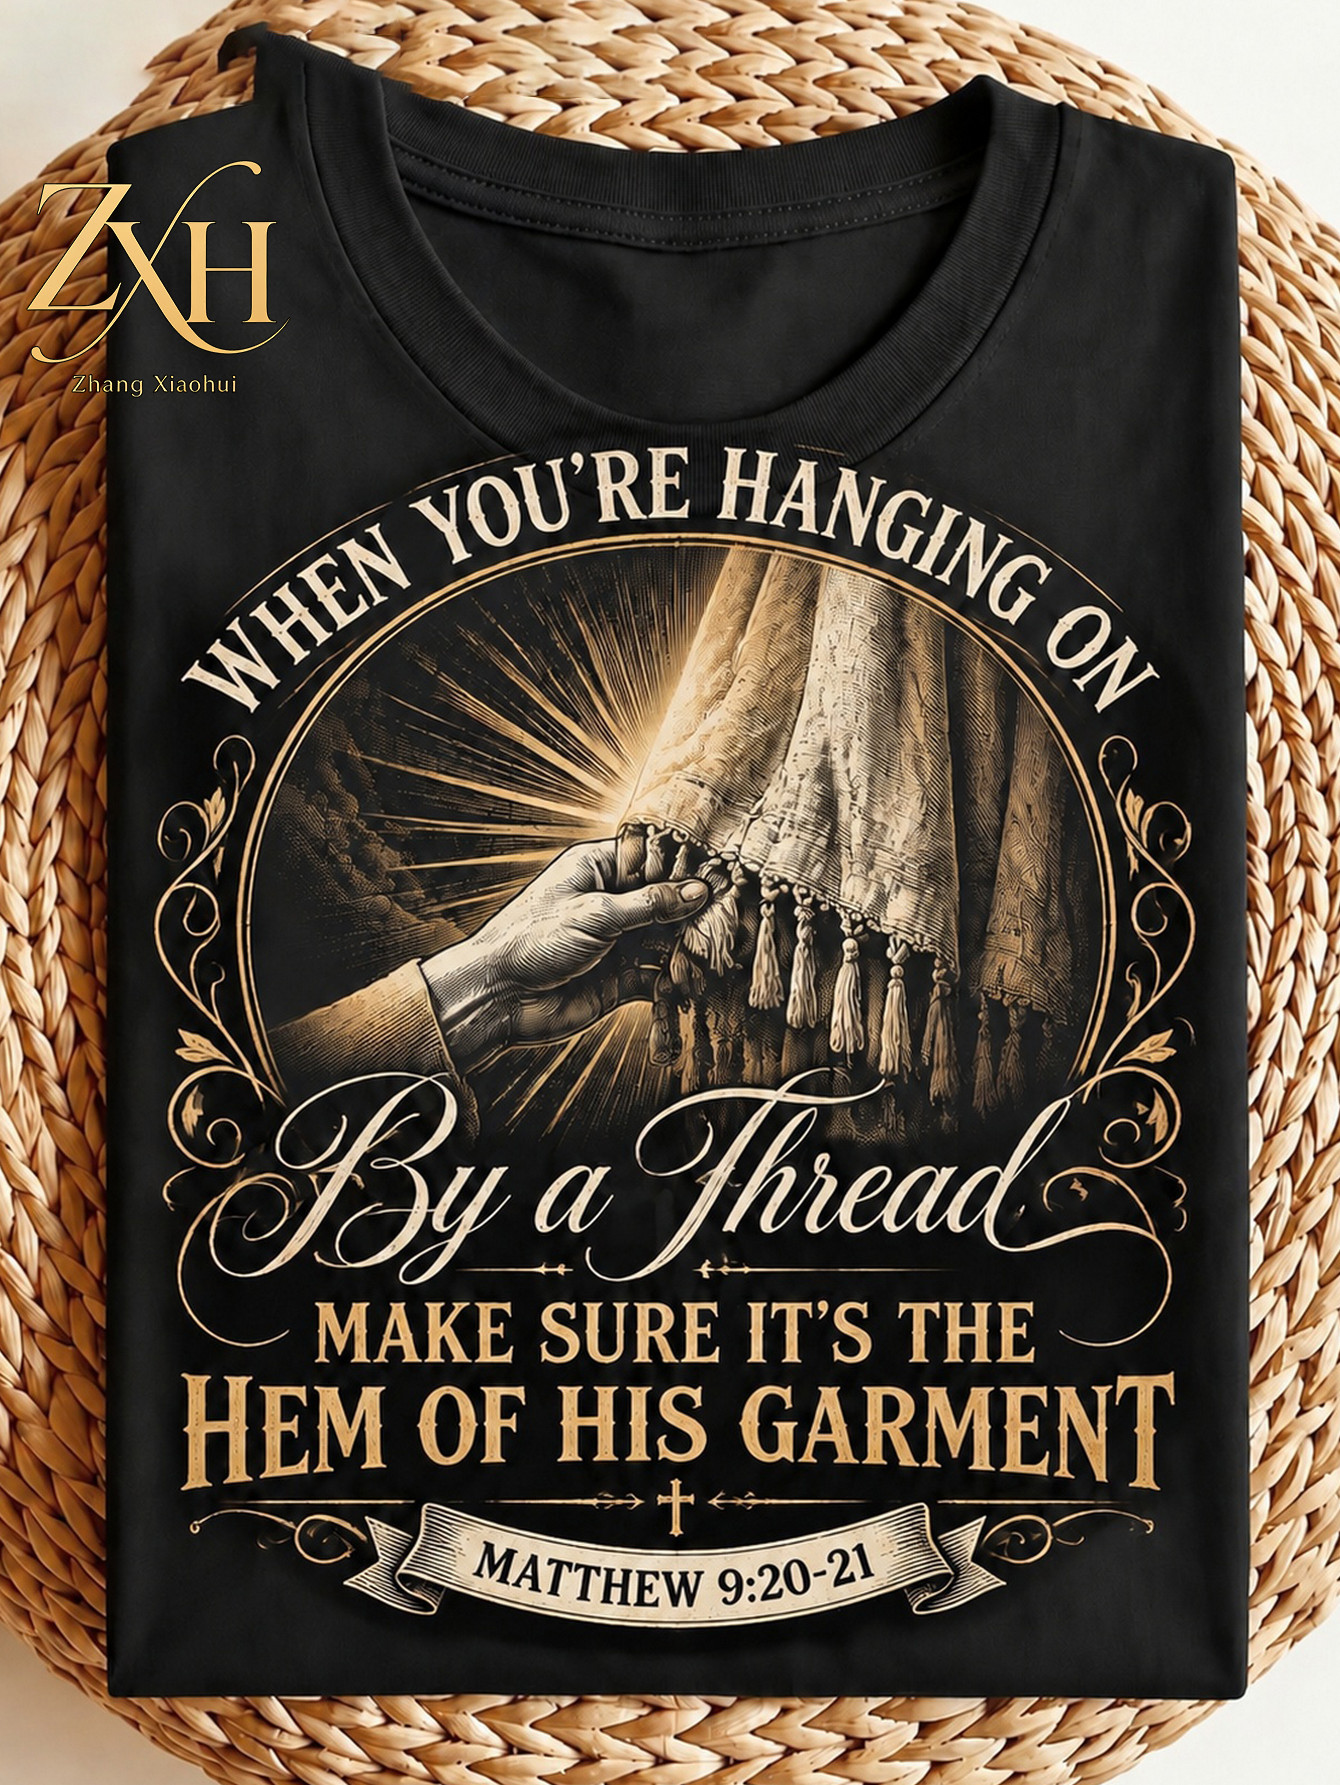 ZXH
Zhang Xiaohui
WHEN YOU'RE HANGING ON
By a Thread
MAKE SURE IT'S THE
HEM OF HIS GARMENT
MATTHEW 9:20-21